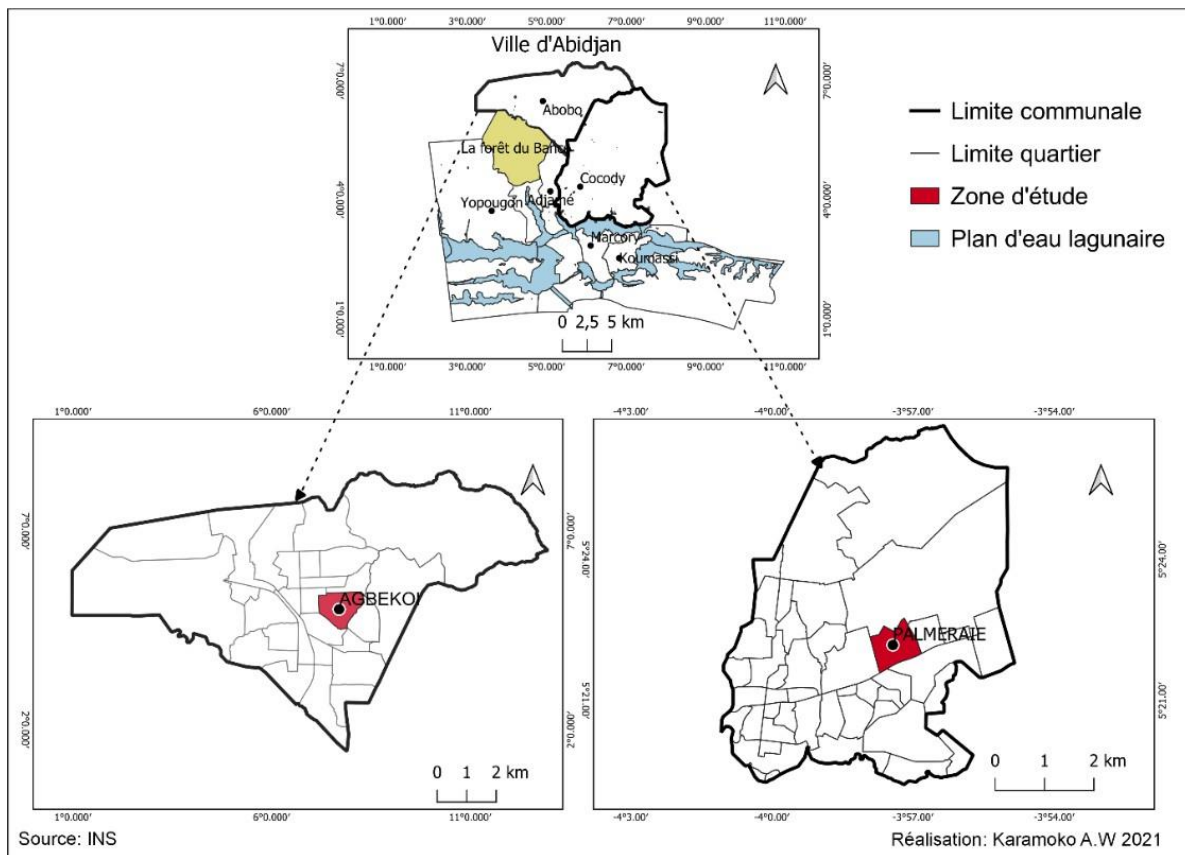 1°0.000' 3°0.000' 5°0.000' 7°0.000' 9°0.000' 11°0.000'
Ville d'Abidjan
7°0.000'
7°0.000'
Abobo
La forêt du Banco
Cocody
4°0.000'
4°0.000'
Adjamé
Yopougon
Marcory
Koumassi
1°0.000'
1°0.000'
0 2,5 5 km
1°0.000' 3°0.000' 5°0.000' 7°0.000' 9°0.000' 11°0.000'
Limite communale
Limite quartier
Zone d'étude
Plan d'eau lagunaire
1°0.000' 6°0.000' 11°0.000'
7°0.000'
7°0.000'
AGBEKOI
2°0.000'
2°0.000'
0 1 2 km
1°0.000' 6°0.000' 11°0.000'
-4°3.00' -4°0.00' -3°57.00' -3°54.00'
5°24.00'
5°24.00'
PALMERAIE
5°21.00'
5°21.00'
0 1 2 km
-4°3.00' -4°0.00' -3°57.00' -3°54.00'
Source: INS
Réalisation: Karamoko A.W 2021